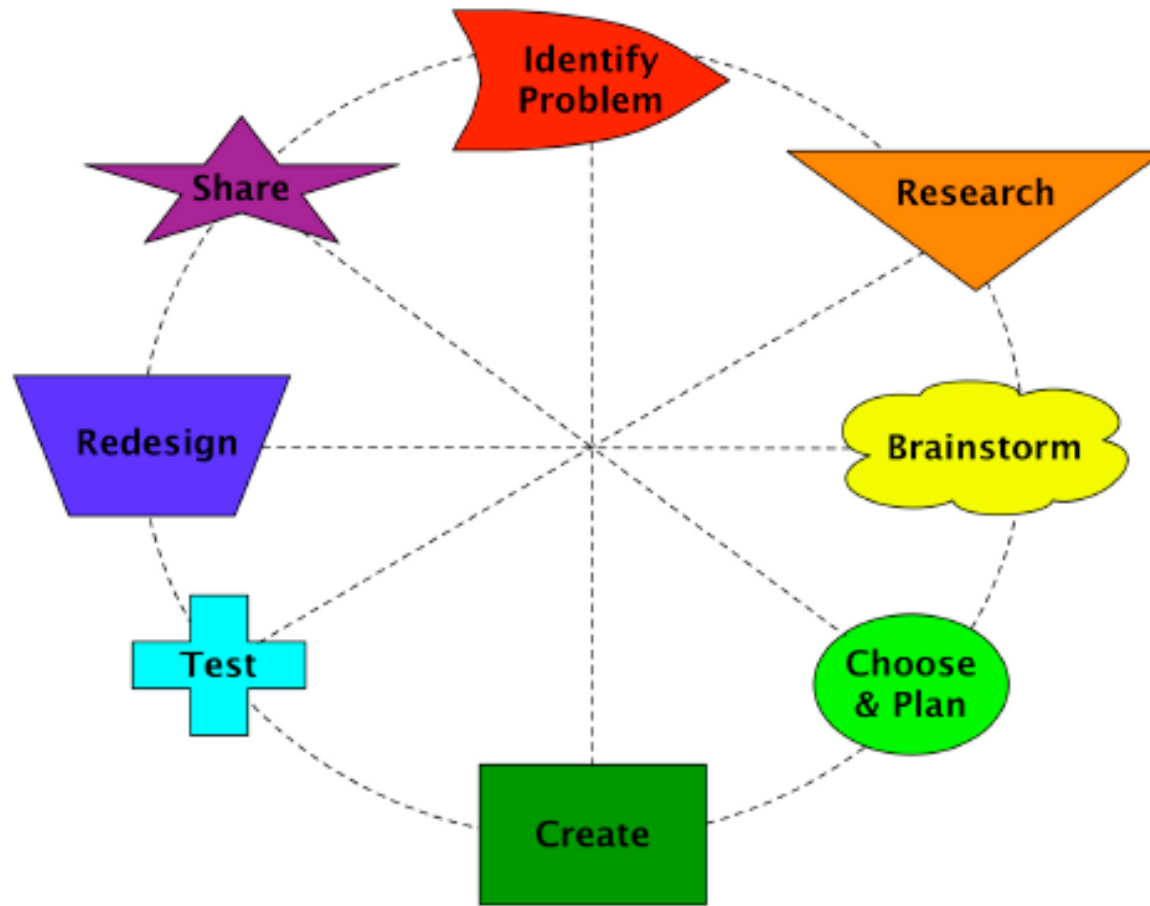 Identify
Problem
Research
Brainstorm
Choose
& Plan
Create
Test
Redesign
Share